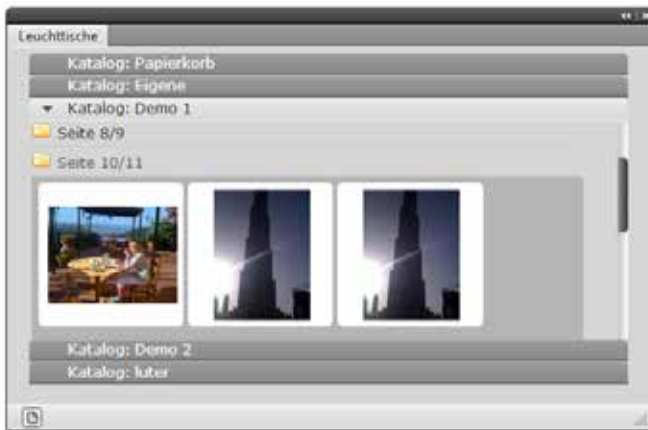 Leuchttische
Katalog: Papierkorb
Katalog: Eigene
Katalog: Demo 1
Seite 8/9
Seite 10/11
Katalog: Demo 2
Katalog: luter